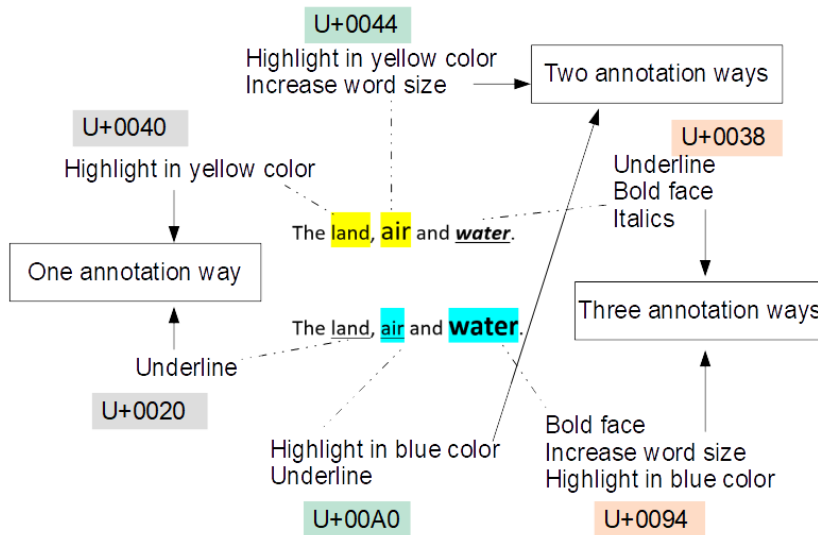 U+0044
Highlight in yellow color
Increase word size
Two annotation ways
U+0040
Highlight in yellow color
U+0038
Underline
Bold face
Italics
The land, air and water.
One annotation way
Three annotation ways
The land, air and water.
Underline
U+0020
Highlight in blue color
Underline
U+00A0
Bold face
Increase word size
Highlight in blue color
U+0094